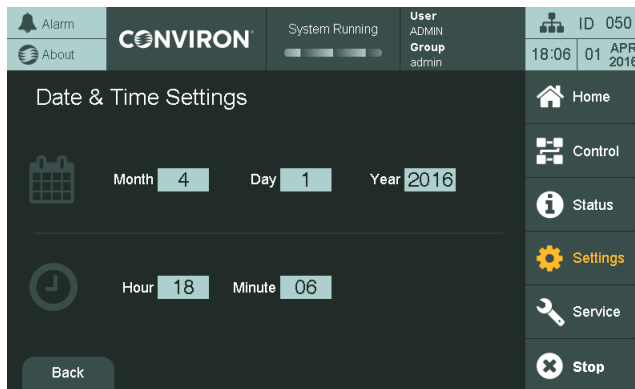 Alarm
About
CONVIRON
System Running
User
ADMIN
Group
admin
ID 050
18:06 01 APR
2016
Date & Time Settings
Month 4 Day 1 Year 2016
Hour 18 Minute 06
Back
Home
Control
Status
Settings
Service
Stop